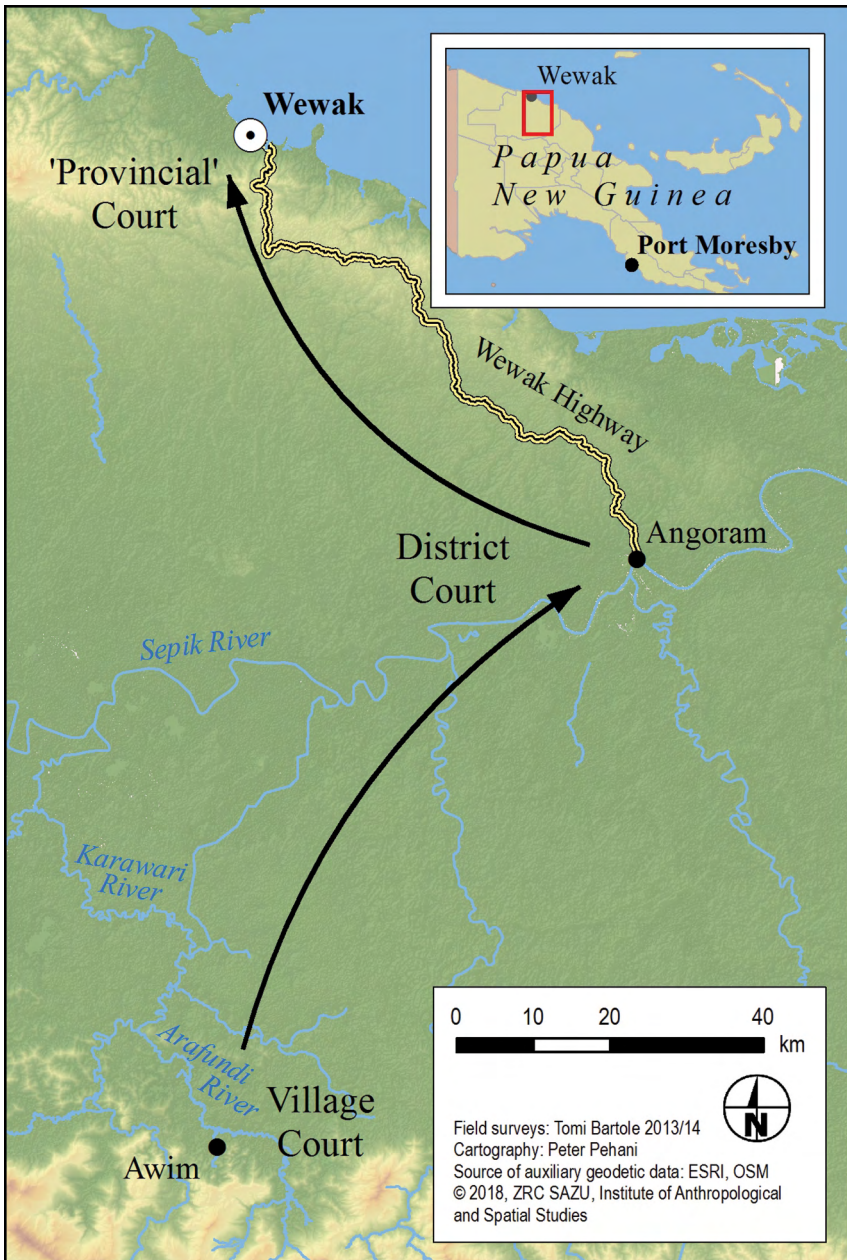 Wewak
'Provincial'
Court
Wewak
Papua
New Guinea
Port Moresby
Wewak Highway
Angoram
District
Court
Sepik River
Karawari
River
Arafundi
River
Village
Court
Awim
0 10 20 40
km
N
Field surveys: Tomi Bartole 2013/14
Cartography: Peter Pehani
Source of auxiliary geodetic data: ESRI, OSM
© 2018, ZRC SAZU, Institute of Anthropological
and Spatial Studies